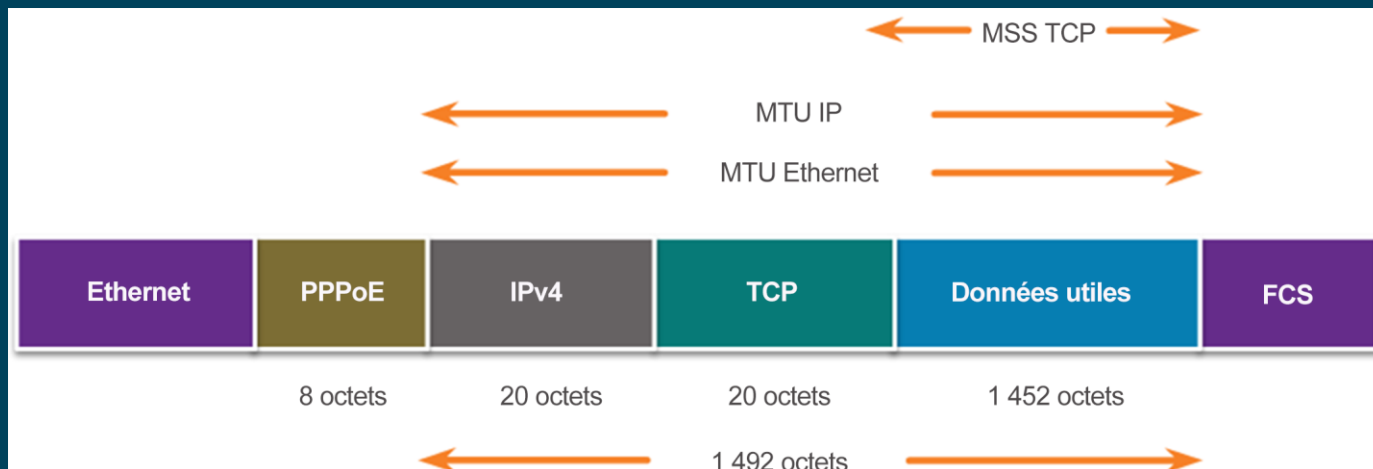 MSS TCP
MTU IP
MTU Ethernet
Ethernet PPPoE IPv4 TCP Données utiles FCS
8 octets 20 octets 20 octets 1 452 octets
1 492 octets